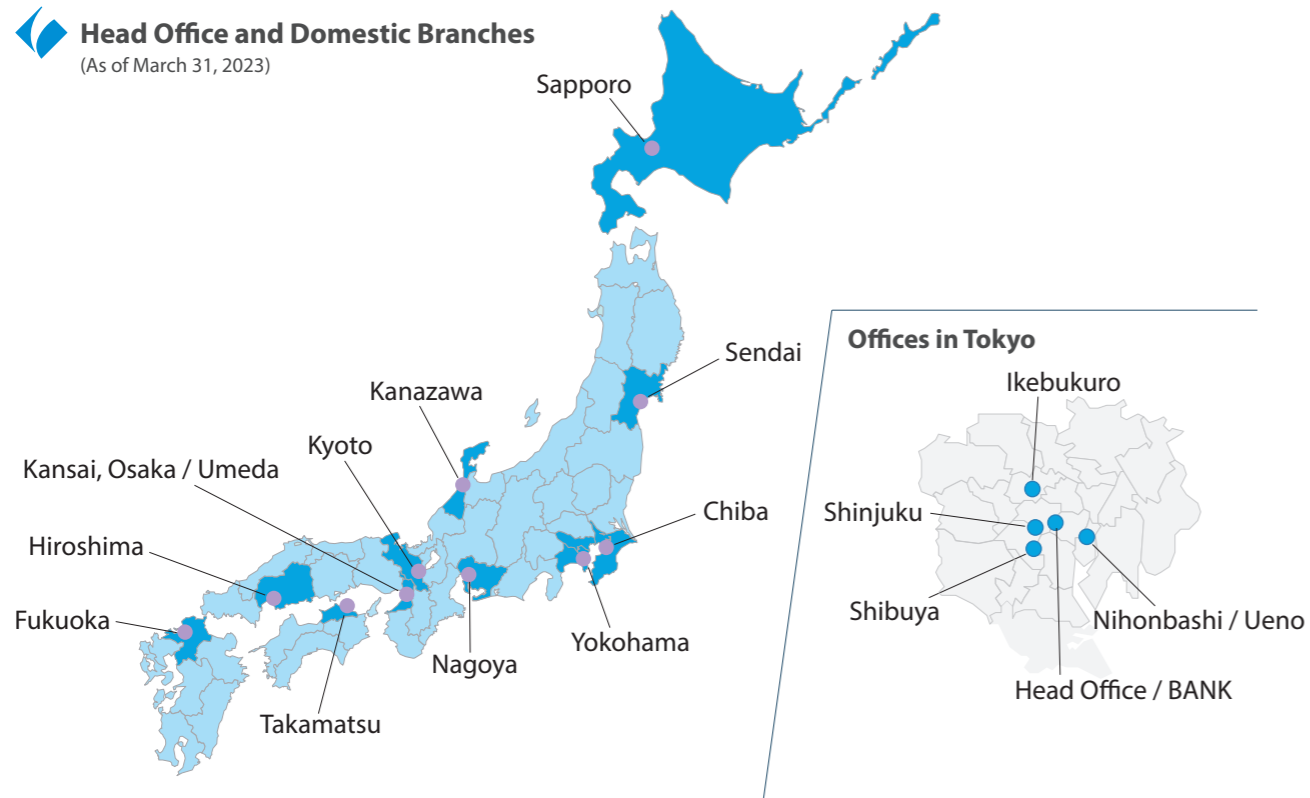 Head Office and Domestic Branches
(As of March 31, 2023)
Sapporo
Sendai
Kanazawa
Kyoto
Kansai, Osaka / Umeda
Chiba
Hiroshima
Fukuoka
Yokohama
Nagoya
Takamatsu
Offices in Tokyo
Ikebukuro
Shinjuku
Shibuya
Nihonbashi / Ueno
Head Office / BANK